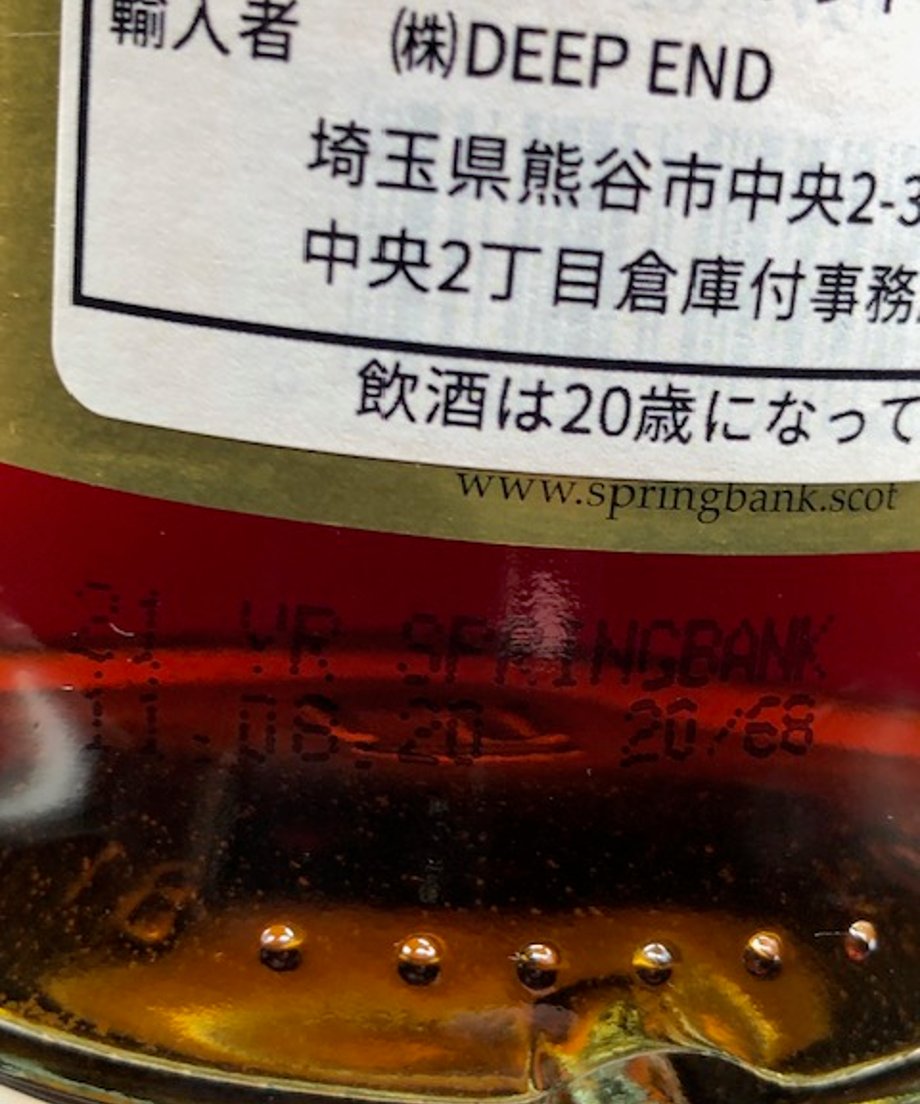 輸入者 ㈱DEEP END
埼玉県熊谷市中央2-3
中央2丁目倉庫付事務
飲酒は20歳になって
www.springbank.scot
21 YR SPRINGBANK
11.08.20 20/68